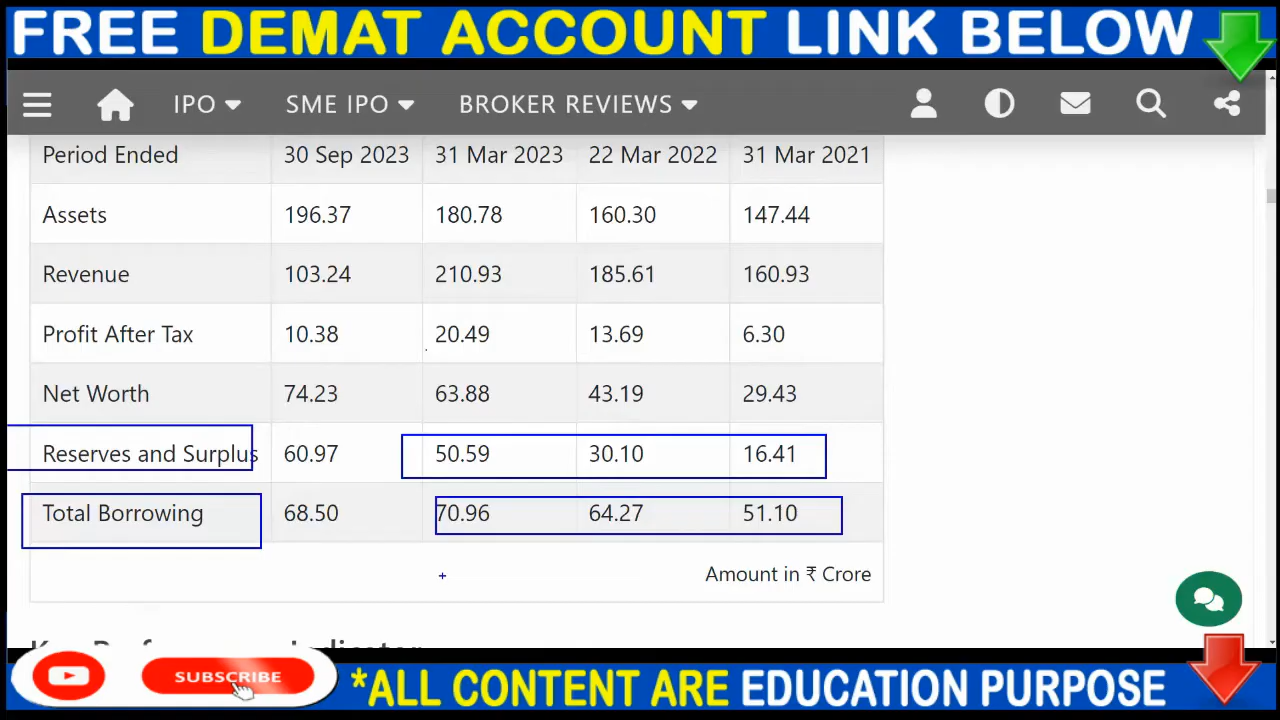 FREE DEMAT ACCOUNT LINK BELOW
IPO SME IPO BROKER REVIEWS
Period Ended 30 Sep 2023 31 Mar 2023 22 Mar 2022 31 Mar 2021
Assets 196.37 180.78 160.30 147.44
Revenue 103.24 210.93 185.61 160.93
Profit After Tax 10.38 20.49 13.69 6.30
Net Worth 74.23 63.88 43.19 29.43
Reserves and Surplus 60.97 50.59 30.10 16.41
Total Borrowing 68.50 70.96 64.27 51.10
Amount in ₹ Crore
SUBSCRIBE
*ALL CONTENT ARE EDUCATION PURPOSE